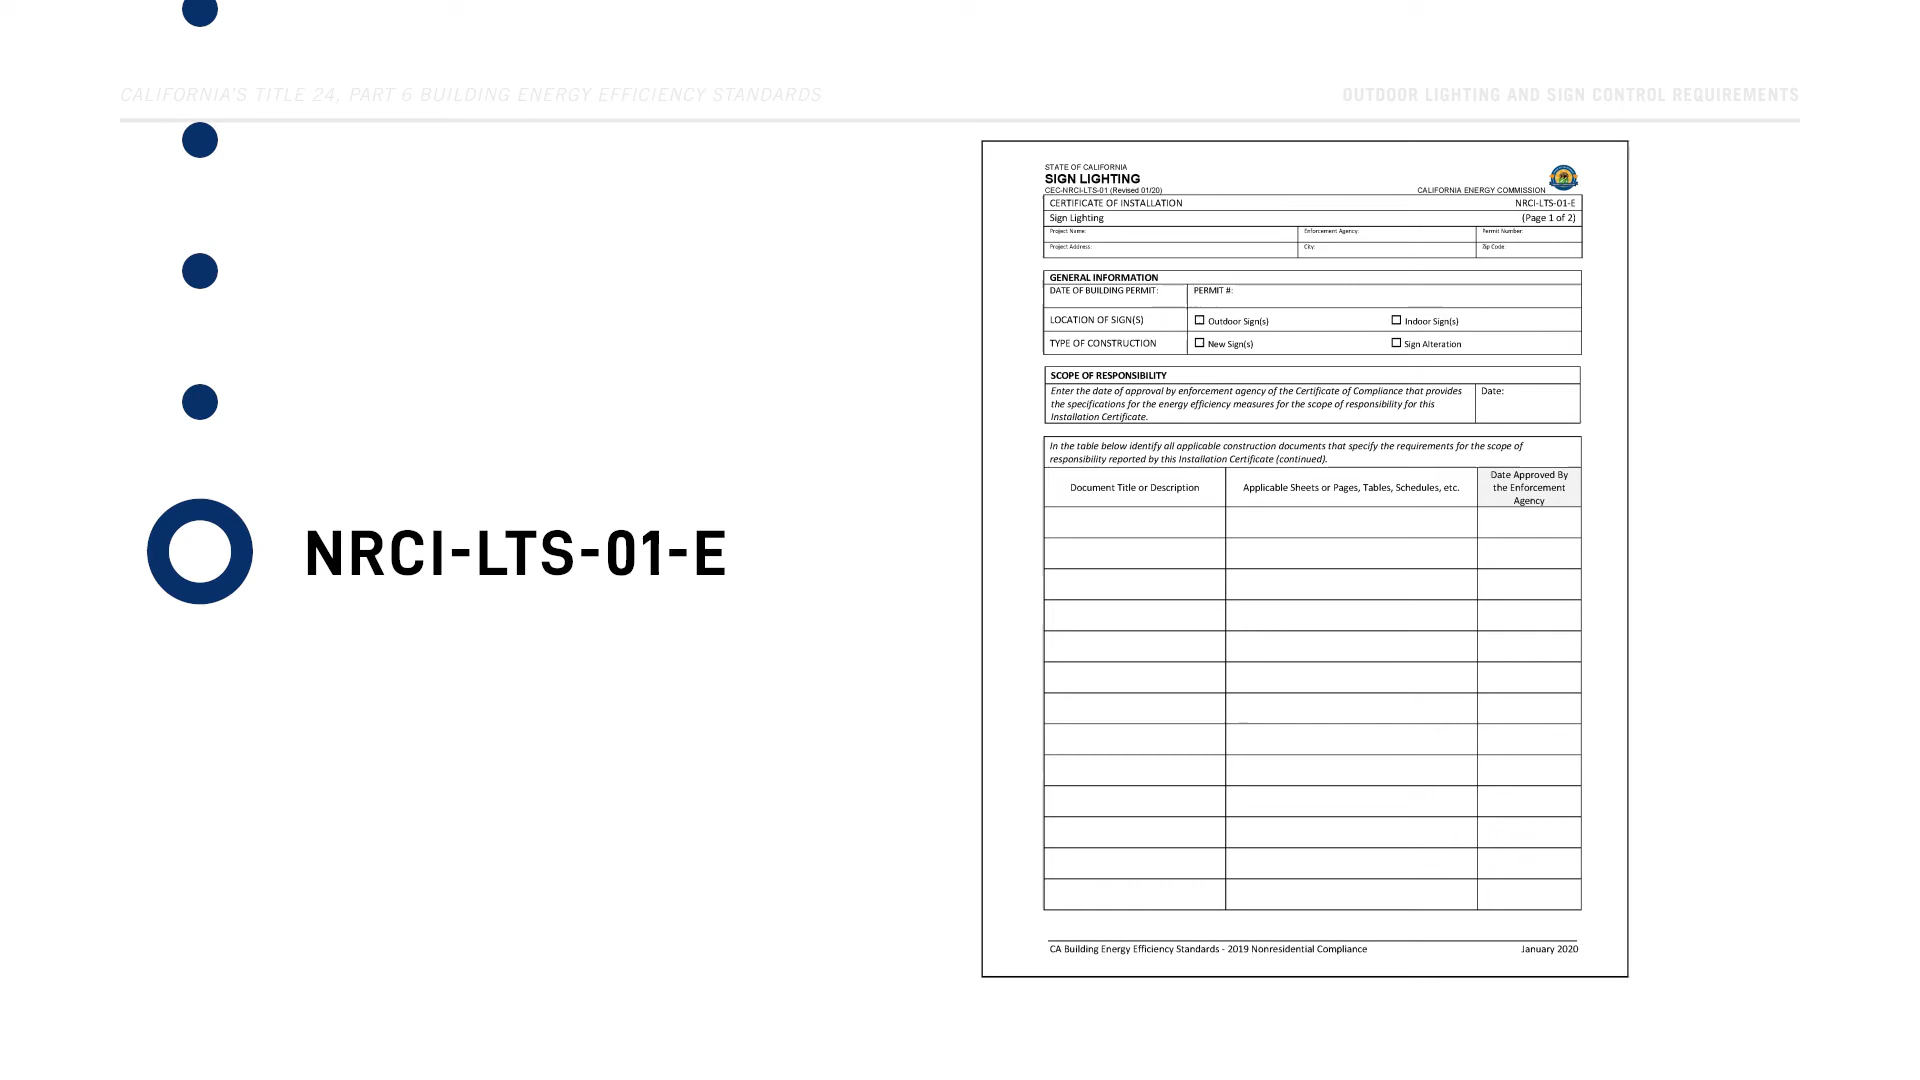 CALIFORNIA'S TITLE 24, PART 6 BUILDING ENERGY EFFICIENCY STANDARDS
OUTDOOR LIGHTING AND SIGN CONTROL REQUIREMENTS
NRCI-LTS-01-E
STATE OF CALIFORNIA
SIGN LIGHTING
CEC-NRCI-LTS-01 (Revised 01/20)
CALIFORNIA ENERGY COMMISSION
CERTIFICATE OF INSTALLATION
NRCI-LTS-01-E
Sign Lighting
(Page 1 of 2)
Project Name:
Enforcement Agency:
Permit Number:
Project Address:
City:
Zip Code:
GENERAL INFORMATION
DATE OF BUILDING PERMIT:
PERMIT #:
LOCATION OF SIGN(S)
Outdoor Sign(s)
Indoor Sign(s)
TYPE OF CONSTRUCTION
New Sign(s)
Sign Alteration
SCOPE OF RESPONSIBILITY
Enter the date of approval by enforcement agency of the Certificate of Compliance that provides
the specifications for the energy efficiency measures for the scope of responsibility for this
Installation Certificate.
Date:
In the table below identify all applicable construction documents that specify the requirements for the scope of
responsibility reported by this Installation Certificate (continued).
Document Title or Description
Applicable Sheets or Pages, Tables, Schedules, etc.
Date Approved By
the Enforcement
Agency
CA Building Energy Efficiency Standards - 2019 Nonresidential Compliance
January 2020